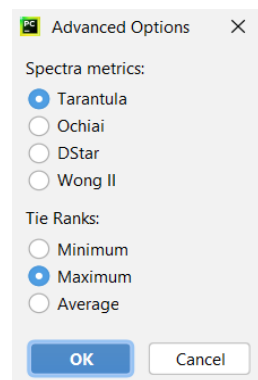 PC
Advanced Options
Spectra metrics:
Tarantula
Ochiai
DStar
Wong II
Tie Ranks:
Minimum
Maximum
Average
OK
Cancel